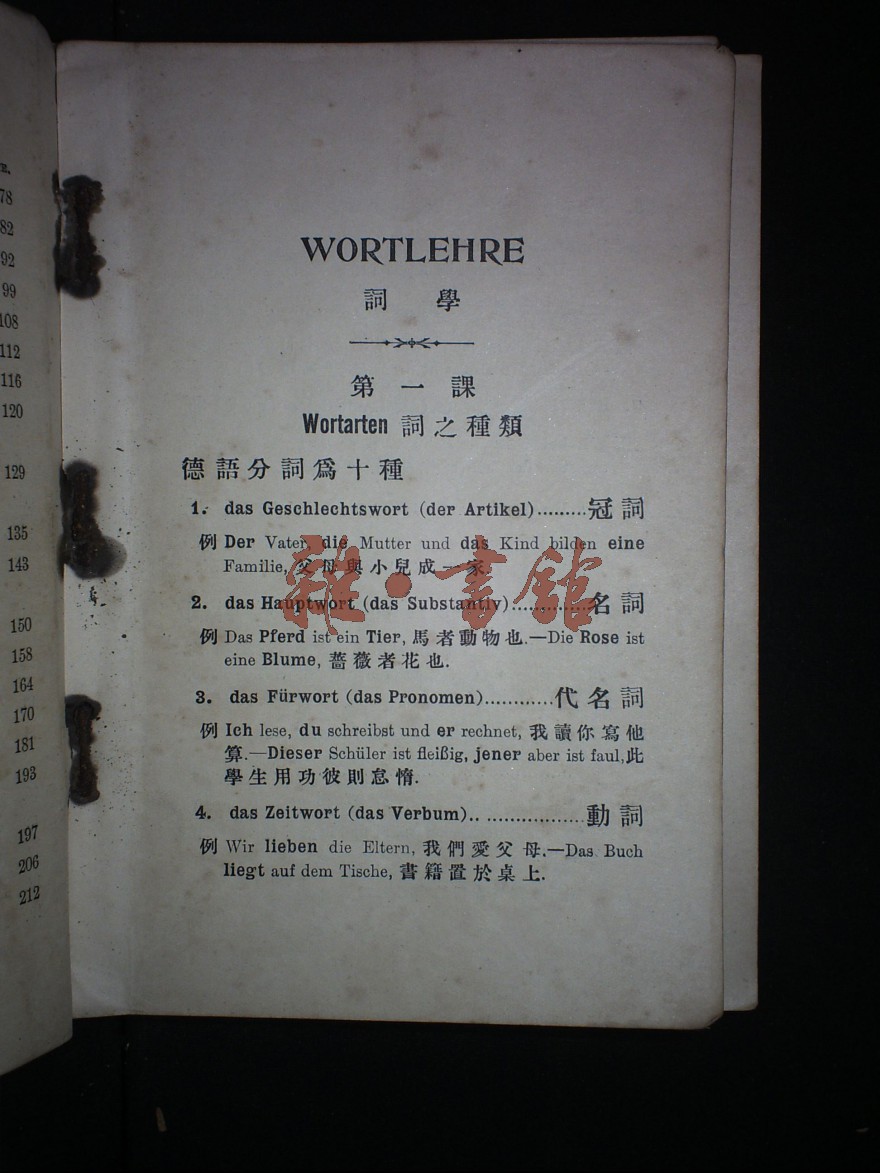 E.
78
82
92
99
108
112
116
120
129
135
143
150
158
164
170
181
193
197
206
212
WORTLEHRE
詞學
第一課
Wortarten 詞之種類
德語分詞爲十種
1. das Geschlechtswort (der Artikel).........冠詞
例 Der Vater, die Mutter und das Kind bilden eine
Familie, 父母與小兒成一家.
2. das Hauptwort (das Substantiv)..............名詞
例 Das Pferd ist ein Tier, 馬者動物也.—Die Rose ist
eine Blume, 薔薇者花也.
3. das Fürwort (das Pronomen)............代名詞
例 Ich lese, du schreibst und er rechnet, 我讀你寫他
算.—Dieser Schüler ist fleißig, jener aber ist faul,此
學生用功彼則怠惰.
4. das Zeitwort (das Verbum).. .................動詞
例 Wir lieben die Eltern, 我們愛父母.—Das Buch
liegt auf dem Tische, 書籍置於桌上.
雜·書館